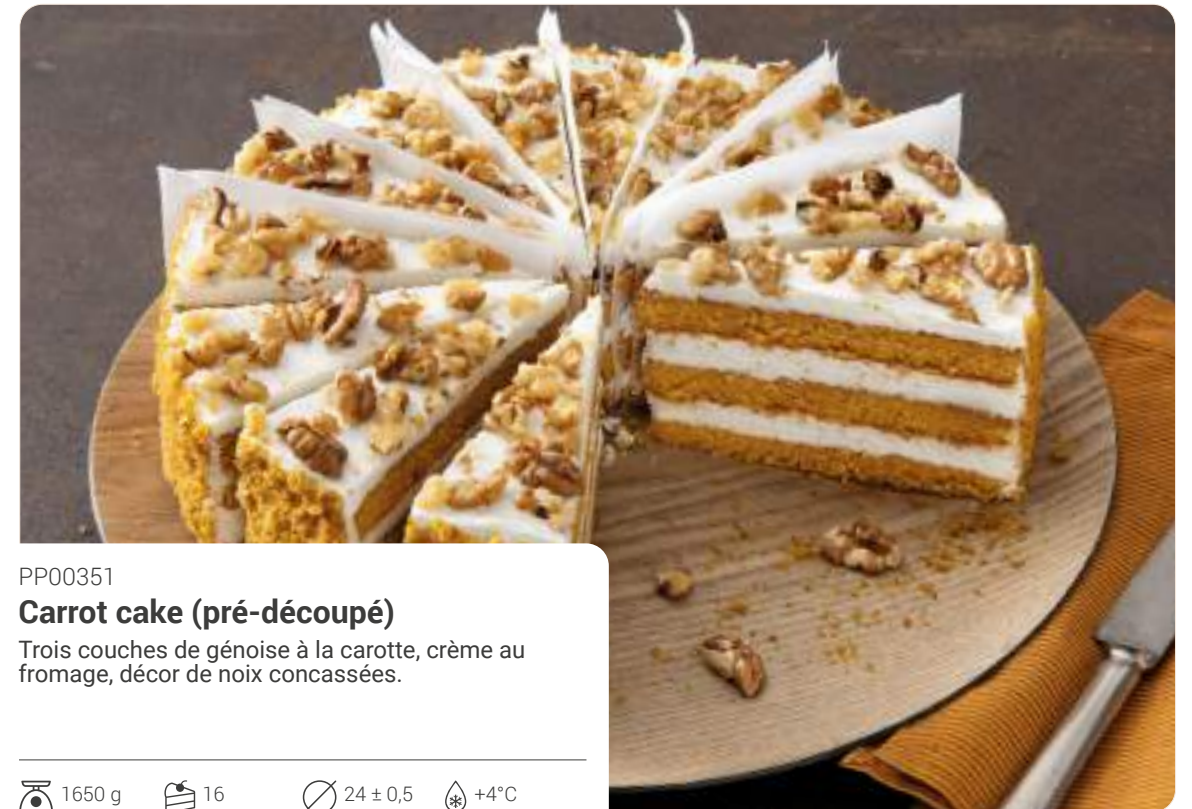 PP00351
Carrot cake (pré-découpé)
Trois couches de génoise à la carotte, crème au
fromage, décor de noix concassées.
1650 g 16 24 ± 0,5 +4°C